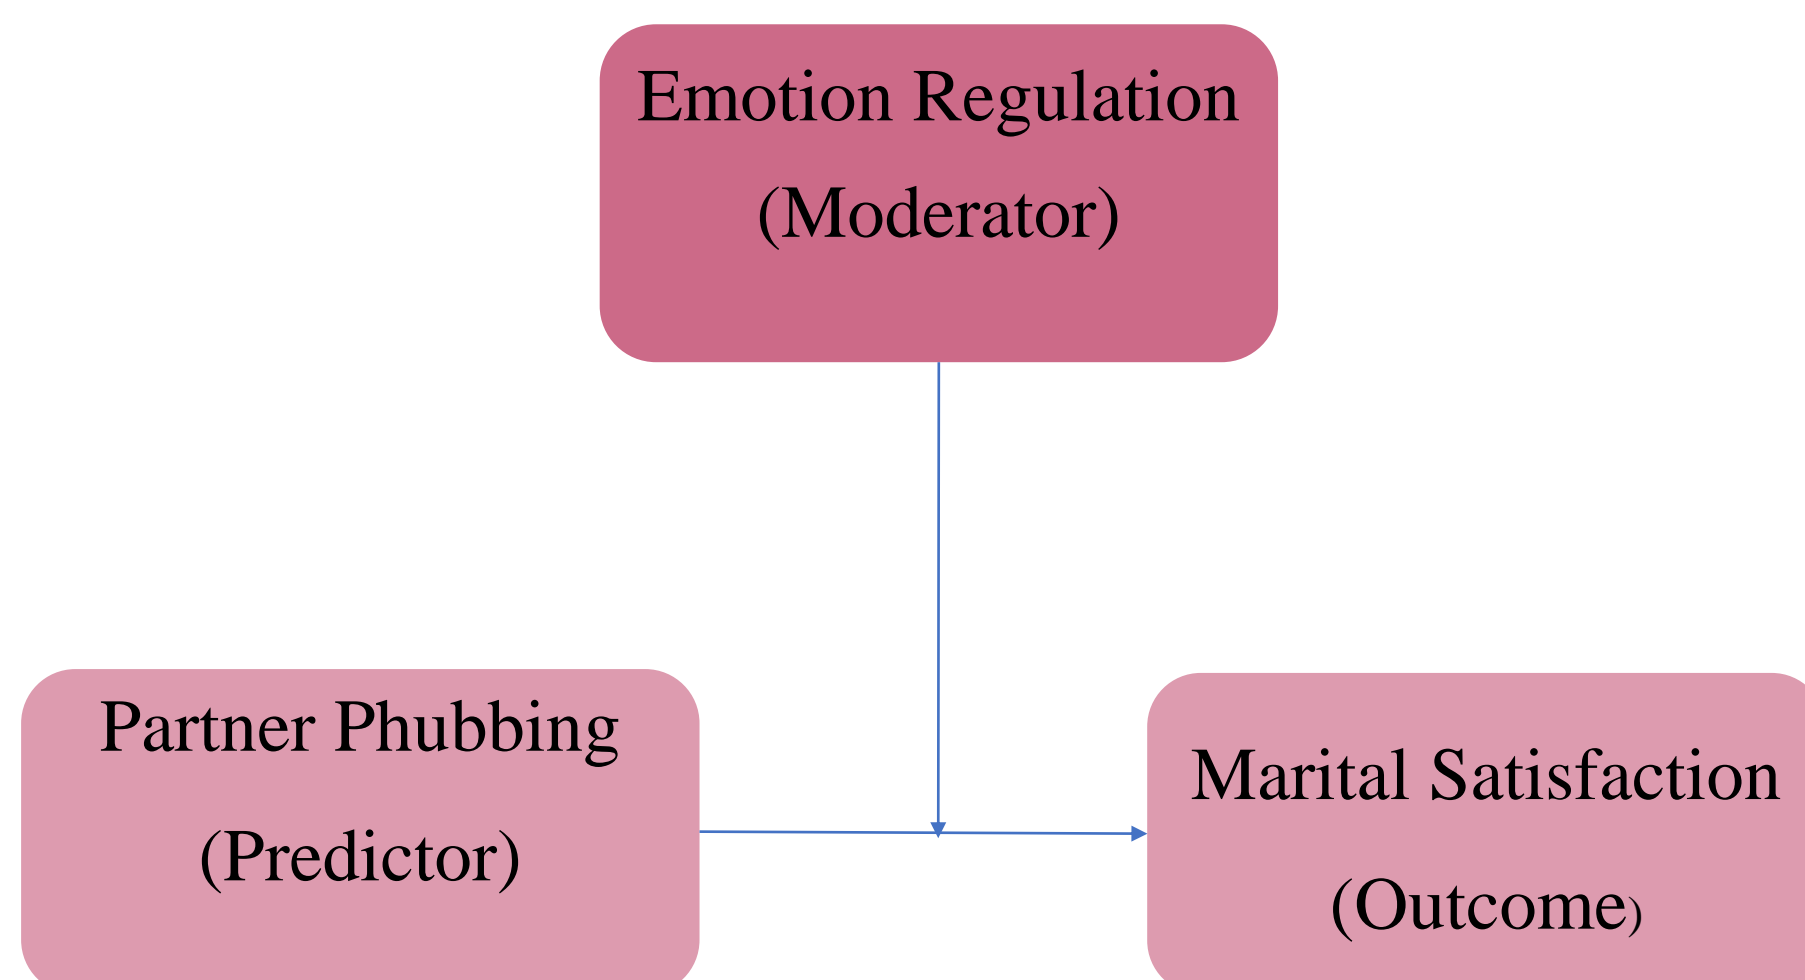 Emotion Regulation
(Moderator)
Partner Phubbing
(Predictor)
Marital Satisfaction
(Outcome)